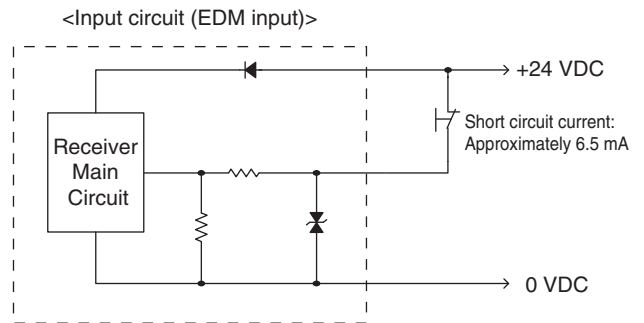 <Input circuit (EDM input)>
+24 VDC
Short circuit current:
Approximately 6.5 mA
Receiver
Main
Circuit
0 VDC